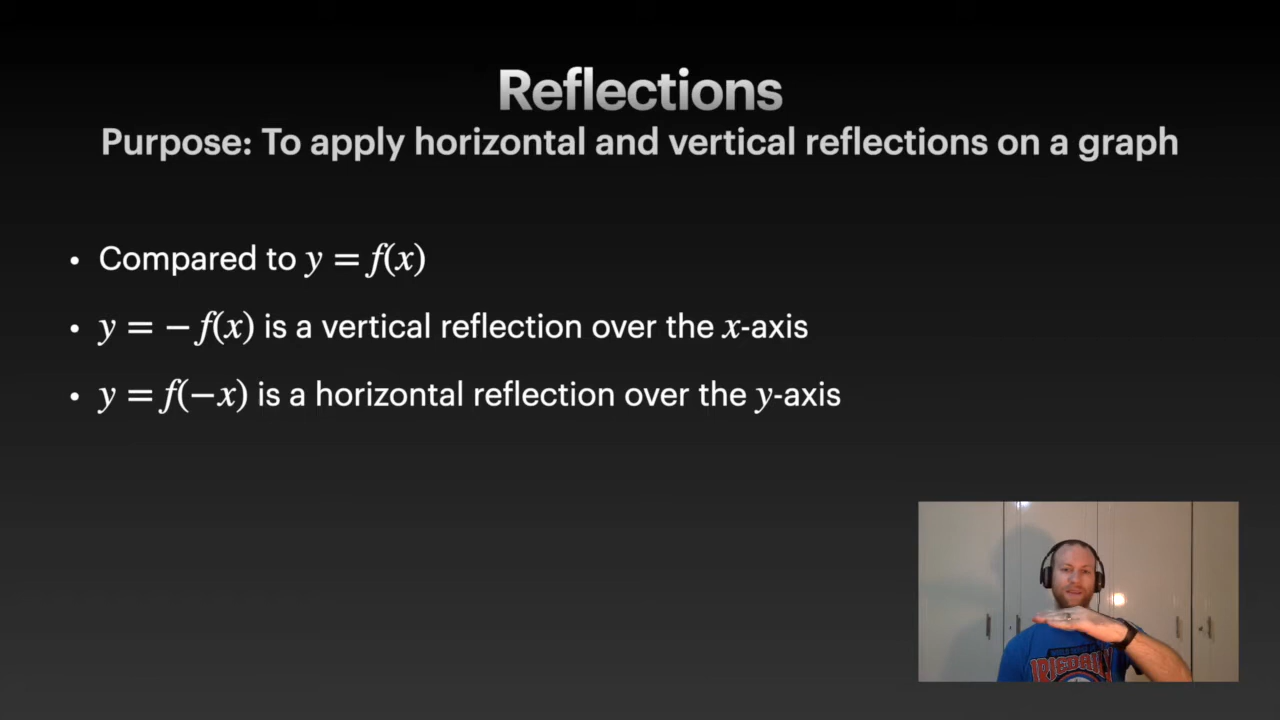 Reflections
Purpose: To apply horizontal and vertical reflections on a graph
• Compared to y = f(x)
• y = − f(x) is a vertical reflection over the x-axis
• y = f(−x) is a horizontal reflection over the y-axis